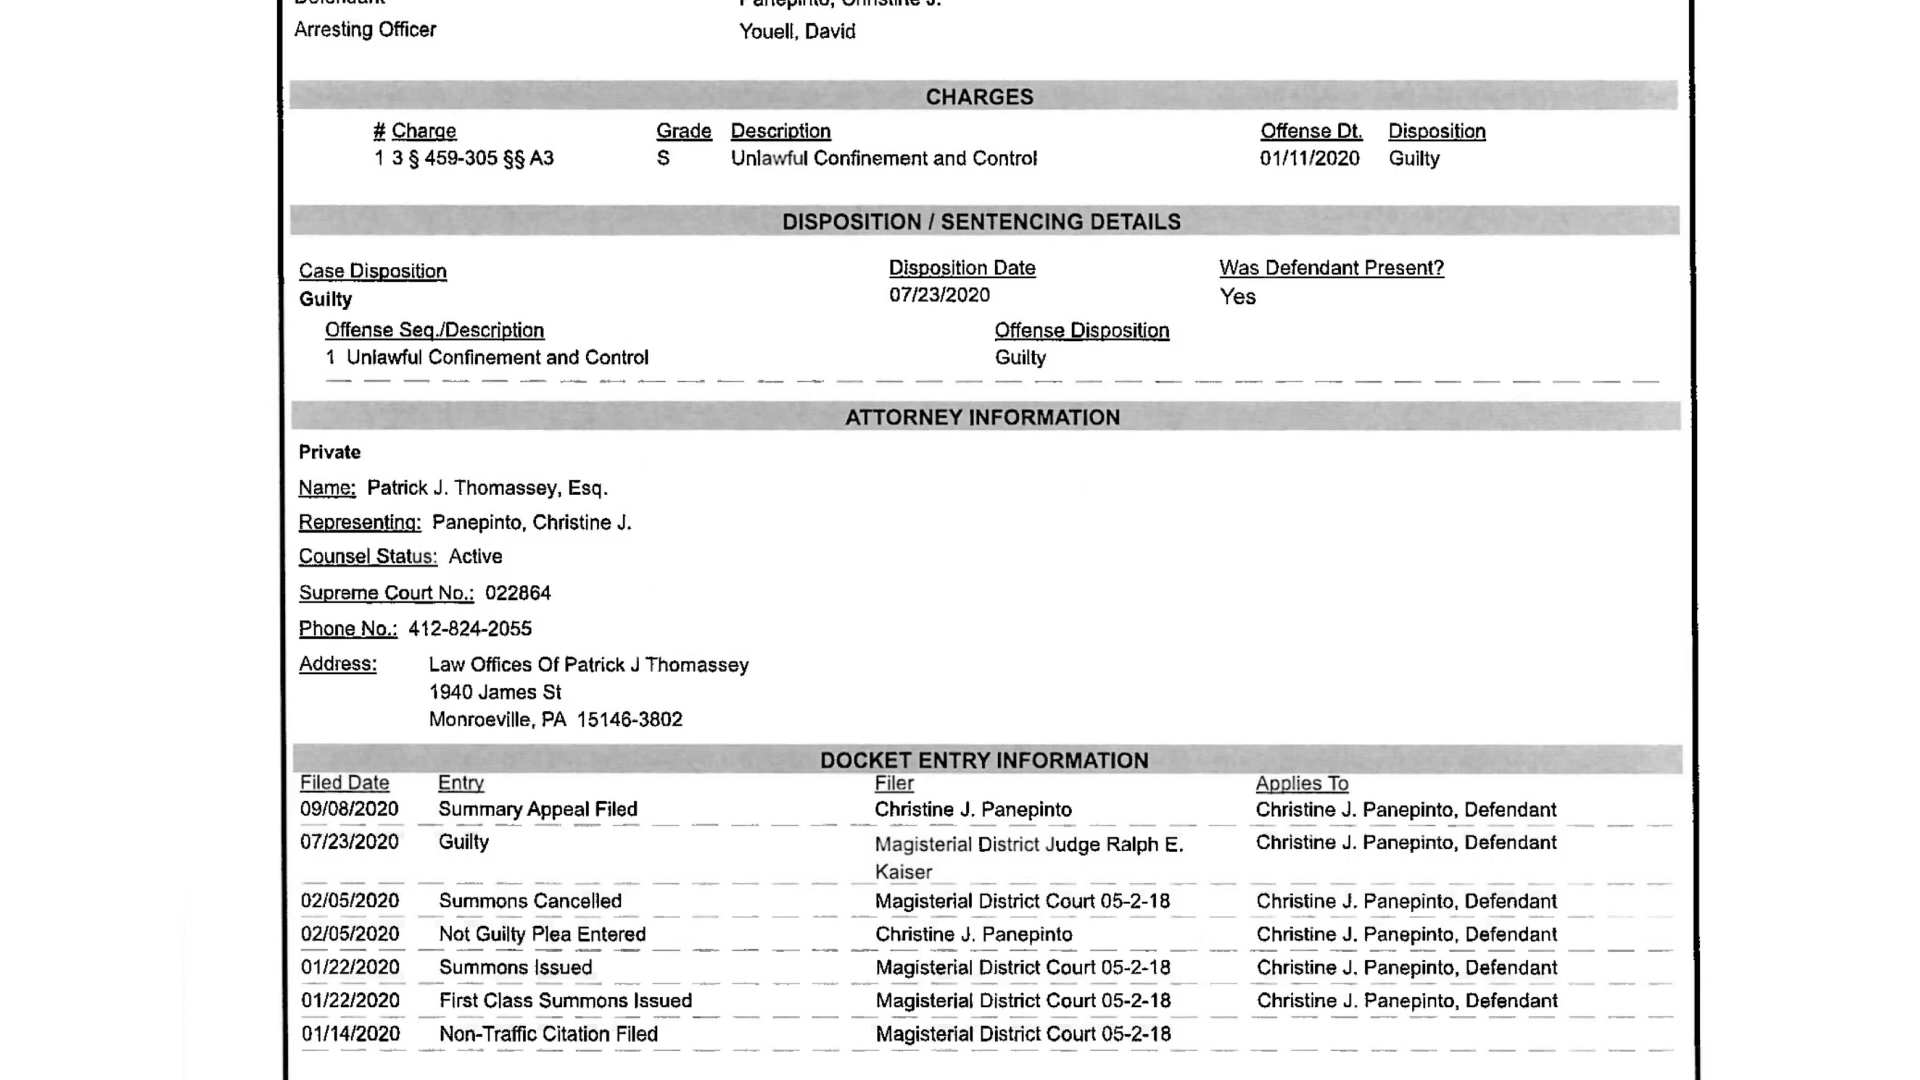 Defendant Panepinto, Christine J.
Arresting Officer Youell, David
CHARGES
# Charge Grade Description Offense Dt. Disposition
1 3 § 459-305 §§ A3 S Unlawful Confinement and Control 01/11/2020 Guilty
DISPOSITION / SENTENCING DETAILS
Case Disposition Disposition Date Was Defendant Present?
Guilty 07/23/2020 Yes
Offense Seq./Description Offense Disposition
1 Unlawful Confinement and Control Guilty
ATTORNEY INFORMATION
Private
Name: Patrick J. Thomassey, Esq.
Representing: Panepinto, Christine J.
Counsel Status: Active
Supreme Court No.: 022864
Phone No.: 412-824-2055
Address: Law Offices Of Patrick J Thomassey
1940 James St
Monroeville, PA 15146-3802
DOCKET ENTRY INFORMATION
Filed Date Entry Filer Applies To
09/08/2020 Summary Appeal Filed Christine J. Panepinto Christine J. Panepinto, Defendant
07/23/2020 Guilty Magisterial District Judge Ralph E. Christine J. Panepinto, Defendant
Kaiser
02/05/2020 Summons Cancelled Magisterial District Court 05-2-18 Christine J. Panepinto, Defendant
02/05/2020 Not Guilty Plea Entered Christine J. Panepinto Christine J. Panepinto, Defendant
01/22/2020 Summons Issued Magisterial District Court 05-2-18 Christine J. Panepinto, Defendant
01/22/2020 First Class Summons Issued Magisterial District Court 05-2-18 Christine J. Panepinto, Defendant
01/14/2020 Non-Traffic Citation Filed Magisterial District Court 05-2-18